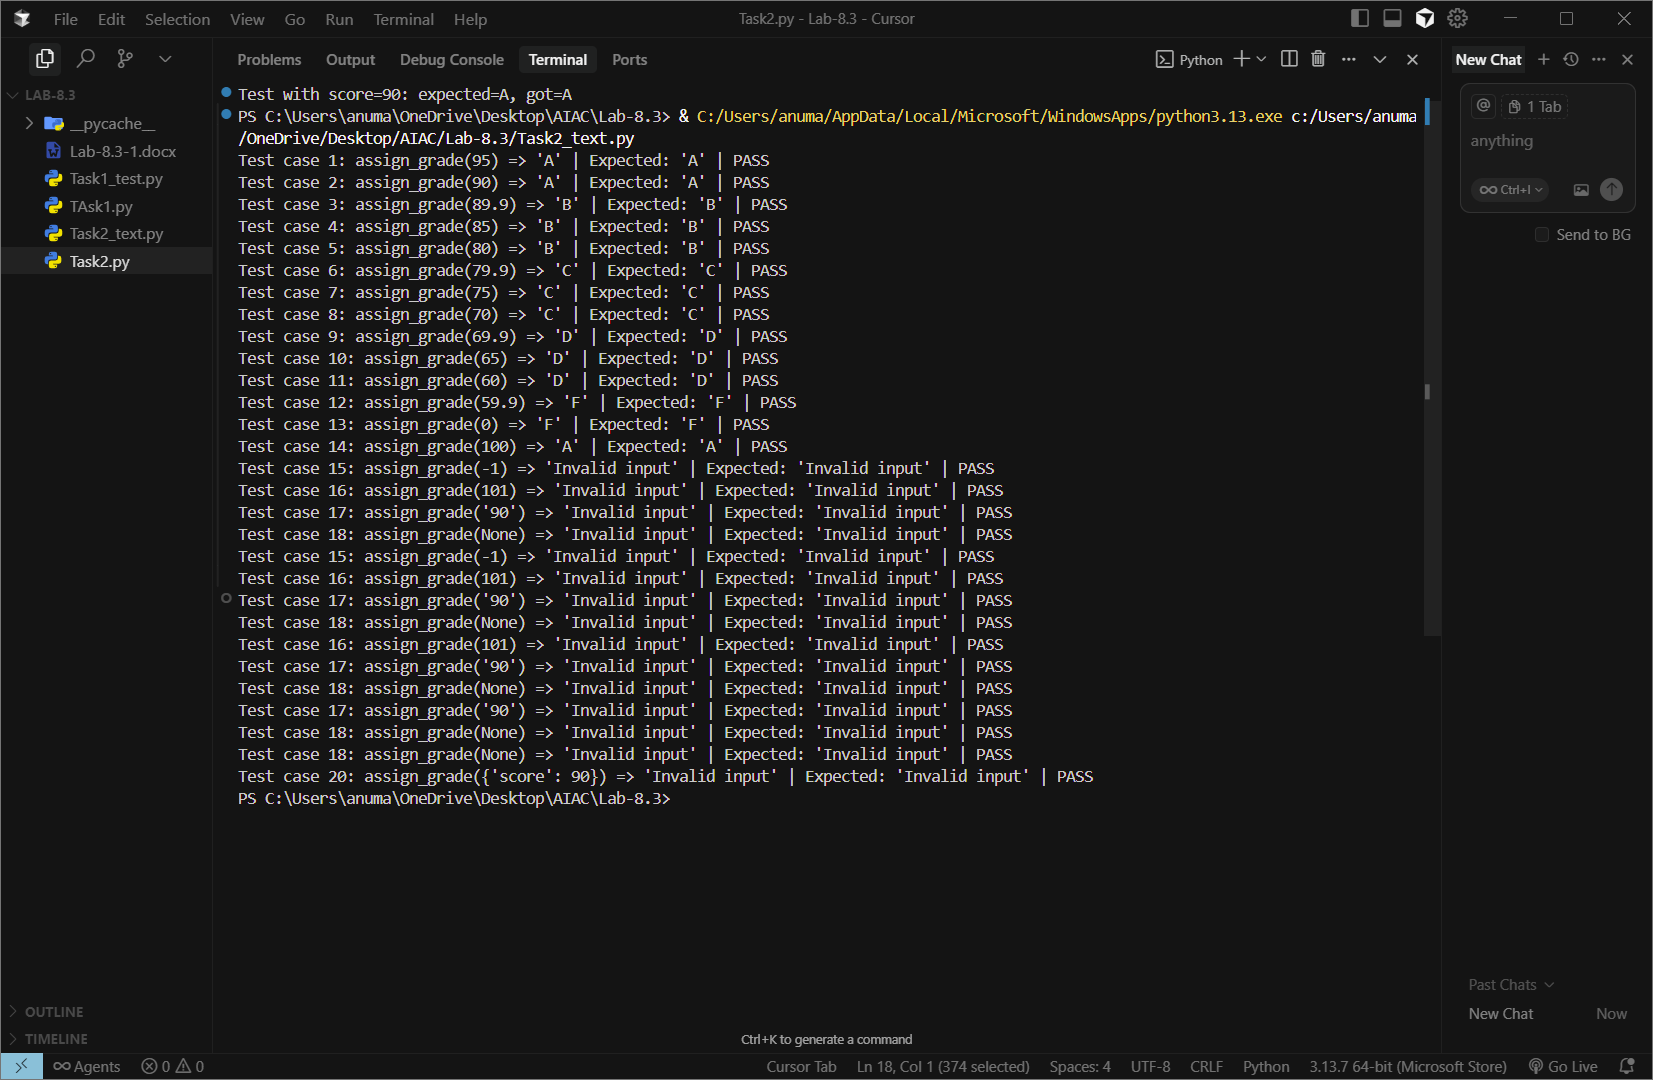 File Edit Selection View Go Run Terminal Help
Task2.py - Lab-8.3 - Cursor
LAB-8.3
__pycache__
Lab-8.3-1.docx
Task1_test.py
TAsk1.py
Task2_text.py
Task2.py
OUTLINE
TIMELINE
Problems Output Debug Console Terminal Ports
Python
Test with score=90: expected=A, got=A
PS C:\Users\anuma\OneDrive\Desktop\AIAC\Lab-8.3> & C:/Users/anuma/AppData/Local/Microsoft/WindowsApps/python3.13.exe c:/Users/anuma
/OneDrive/Desktop/AIAC/Lab-8.3/Task2_text.py
Test case 1: assign_grade(95) => 'A' | Expected: 'A' | PASS
Test case 2: assign_grade(90) => 'A' | Expected: 'A' | PASS
Test case 3: assign_grade(89.9) => 'B' | Expected: 'B' | PASS
Test case 4: assign_grade(85) => 'B' | Expected: 'B' | PASS
Test case 5: assign_grade(80) => 'B' | Expected: 'B' | PASS
Test case 6: assign_grade(79.9) => 'C' | Expected: 'C' | PASS
Test case 7: assign_grade(75) => 'C' | Expected: 'C' | PASS
Test case 8: assign_grade(70) => 'C' | Expected: 'C' | PASS
Test case 9: assign_grade(69.9) => 'D' | Expected: 'D' | PASS
Test case 10: assign_grade(65) => 'D' | Expected: 'D' | PASS
Test case 11: assign_grade(60) => 'D' | Expected: 'D' | PASS
Test case 12: assign_grade(59.9) => 'F' | Expected: 'F' | PASS
Test case 13: assign_grade(0) => 'F' | Expected: 'F' | PASS
Test case 14: assign_grade(100) => 'A' | Expected: 'A' | PASS
Test case 15: assign_grade(-1) => 'Invalid input' | Expected: 'Invalid input' | PASS
Test case 16: assign_grade(101) => 'Invalid input' | Expected: 'Invalid input' | PASS
Test case 17: assign_grade('90') => 'Invalid input' | Expected: 'Invalid input' | PASS
Test case 18: assign_grade(None) => 'Invalid input' | Expected: 'Invalid input' | PASS
Test case 15: assign_grade(-1) => 'Invalid input' | Expected: 'Invalid input' | PASS
Test case 16: assign_grade(101) => 'Invalid input' | Expected: 'Invalid input' | PASS
Test case 17: assign_grade('90') => 'Invalid input' | Expected: 'Invalid input' | PASS
Test case 18: assign_grade(None) => 'Invalid input' | Expected: 'Invalid input' | PASS
Test case 16: assign_grade(101) => 'Invalid input' | Expected: 'Invalid input' | PASS
Test case 17: assign_grade('90') => 'Invalid input' | Expected: 'Invalid input' | PASS
Test case 18: assign_grade(None) => 'Invalid input' | Expected: 'Invalid input' | PASS
Test case 17: assign_grade('90') => 'Invalid input' | Expected: 'Invalid input' | PASS
Test case 18: assign_grade(None) => 'Invalid input' | Expected: 'Invalid input' | PASS
Test case 18: assign_grade(None) => 'Invalid input' | Expected: 'Invalid input' | PASS
Test case 20: assign_grade({'score': 90}) => 'Invalid input' | Expected: 'Invalid input' | PASS
PS C:\Users\anuma\OneDrive\Desktop\AIAC\Lab-8.3>
Ctrl+K to generate a command
New Chat
@ 1 Tab
anything
Ctrl+I
Send to BG
Past Chats
New Chat Now
Agents 0 0
Cursor Tab Ln 18, Col 1 (374 selected) Spaces: 4 UTF-8 CRLF Python 3.13.7 64-bit (Microsoft Store) Go Live